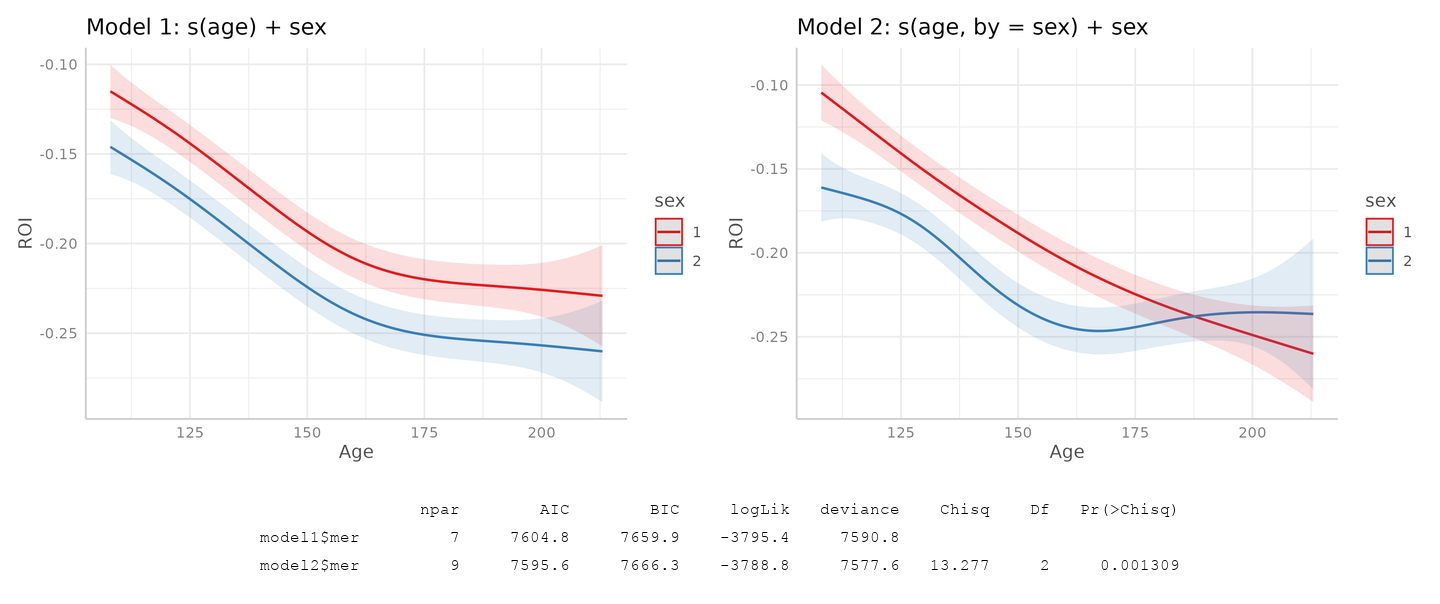 Model 1: s(age) + sex
-0.10
-0.15
-0.20
-0.25
ROI
125 150 175 200
Age
sex
1
2
Model 2: s(age, by = sex) + sex
-0.10
-0.15
-0.20
-0.25
ROI
125 150 175 200
Age
sex
1
2
npar AIC BIC logLik deviance Chisq Df Pr(>Chisq)
model1$mer 7 7604.8 7659.9 -3795.4 7590.8
model2$mer 9 7595.6 7666.3 -3788.8 7577.6 13.277 2 0.001309